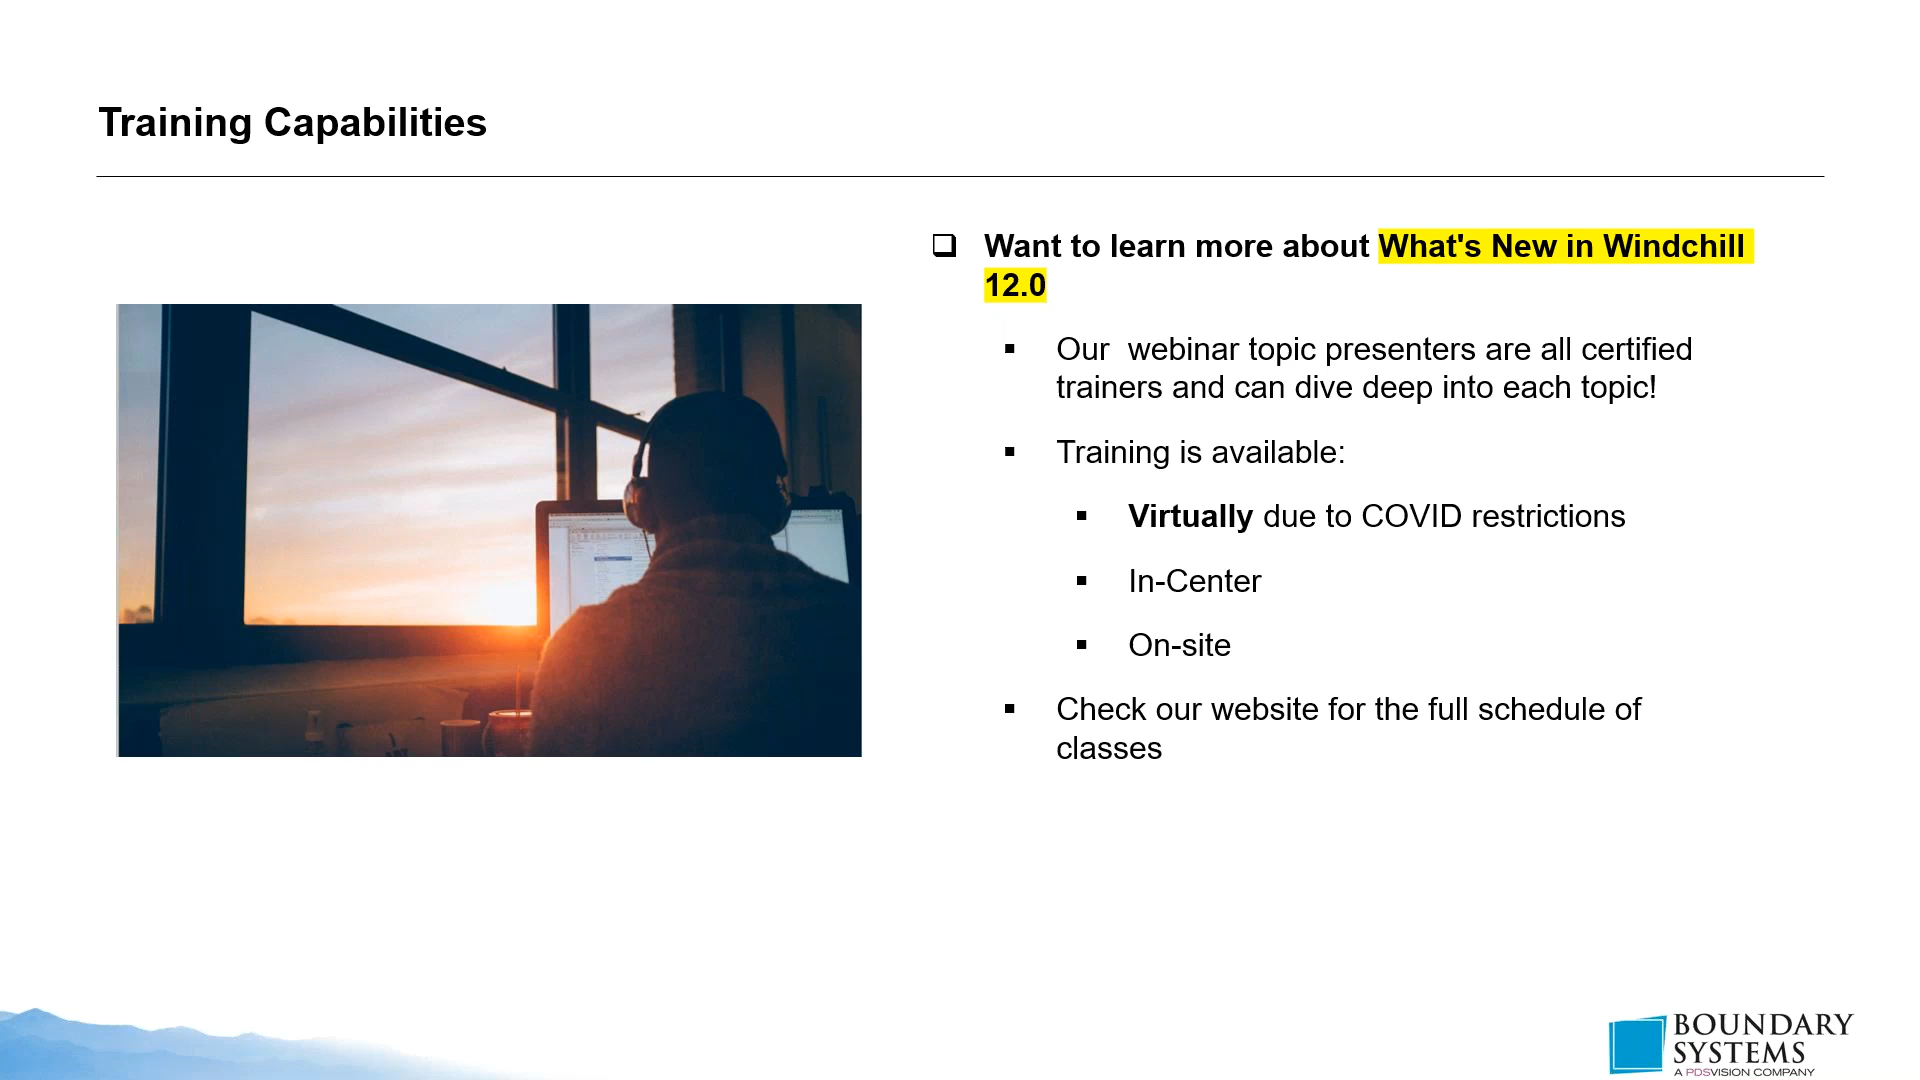 Training Capabilities
Want to learn more about What's New in Windchill
12.0
Our  webinar topic presenters are all certified
trainers and can dive deep into each topic!
Training is available:
Virtually due to COVID restrictions
In-Center
On-site
Check our website for the full schedule of
classes
BOUNDARY
SYSTEMS
A PDSVISION COMPANY